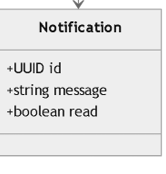 Notification
+UUID id
+string message
+boolean read